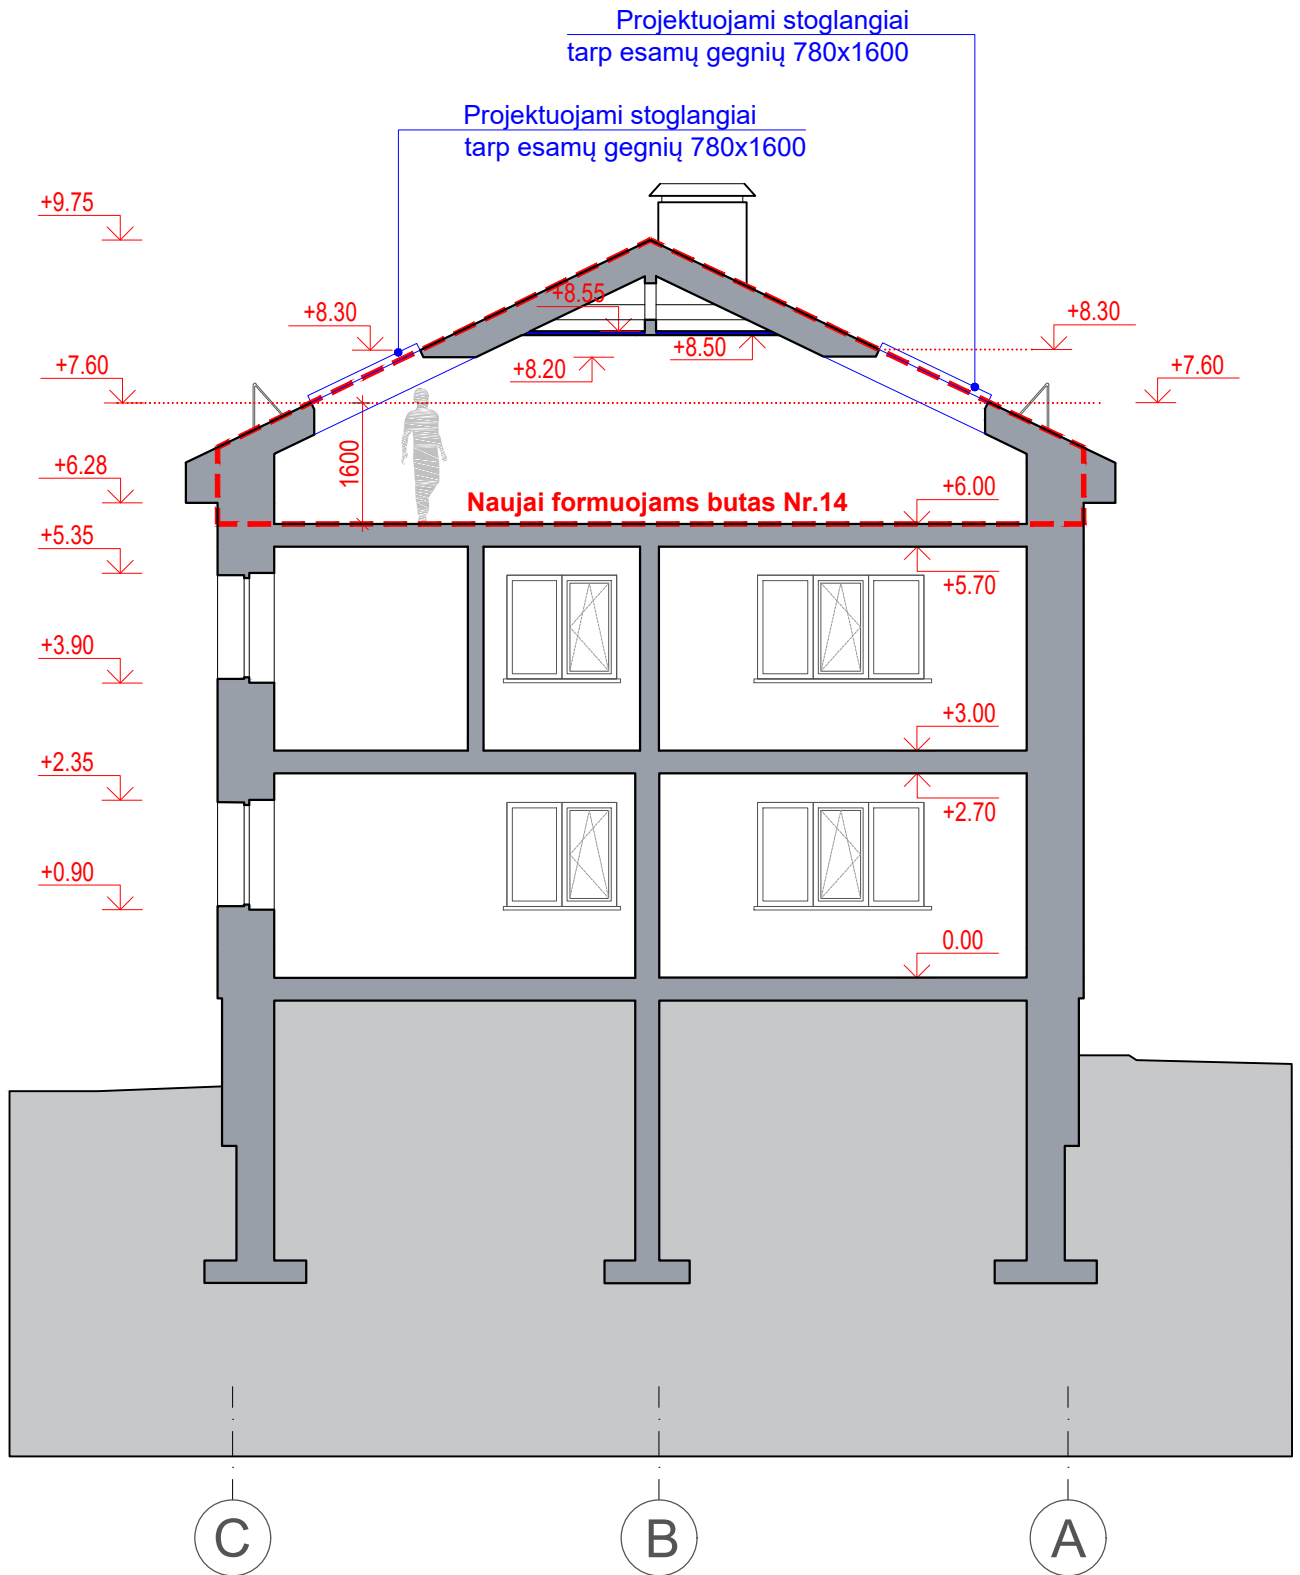 Projektuojami stoglangiai
tarp esamų gegnių 780x1600
Projektuojami stoglangiai
tarp esamų gegnių 780x1600
+9.75
+8.55
+8.30
+8.30
+8.50
+7.60
+8.20
+7.60
1600
+6.28
Naujai formuojams butas Nr.14
+6.00
+5.35
+5.70
+3.90
+3.00
+2.35
+2.70
+0.90
0.00
C
B
A